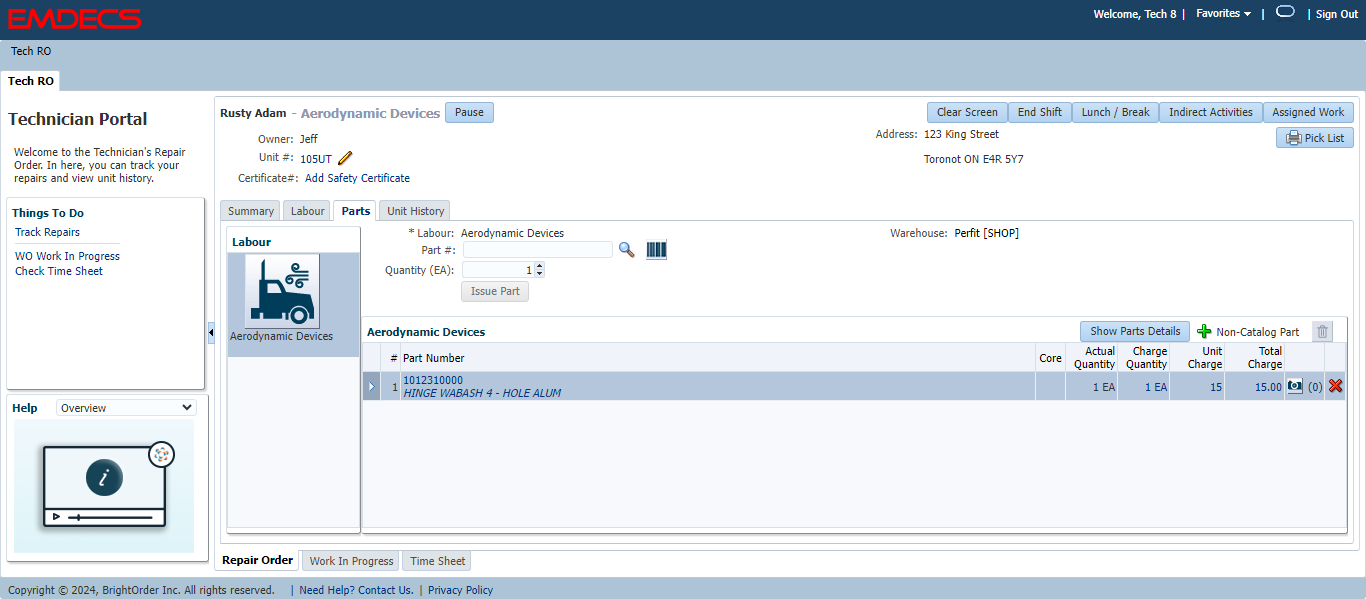 EMDECS
Welcome, Tech 8 | Favorites | | Sign Out
Tech RO
Tech RO
Technician Portal
Welcome to the Technician's Repair
Order. In here, you can track your
repairs and view unit history.
Things To Do
Track Repairs
WO Work In Progress
Check Time Sheet
Help Overview
i
Rusty Adam - Aerodynamic Devices Pause
Clear Screen End Shift Lunch / Break Indirect Activities Assigned Work
Owner: Jeff
Address: 123 King Street
Pick List
Unit #: 105UT
Toronot ON E4R 5Y7
Certificate#: Add Safety Certificate
Summary Labour Parts Unit History
Labour
Aerodynamic Devices
* Labour: Aerodynamic Devices
Warehouse: Perfit [SHOP]
Part #:
Quantity (EA): 1
Issue Part
Aerodynamic Devices Show Parts Details Non-Catalog Part
# Part Number Core Actual Quantity Charge Quantity Unit Charge Total Charge
1 1012310000 1 EA 1 EA 15 15.00 (0)
HINGE WABASH 4 - HOLE ALUM
Repair Order Work In Progress Time Sheet
Copyright © 2024, BrightOrder Inc. All rights reserved. | Need Help? Contact Us. | Privacy Policy